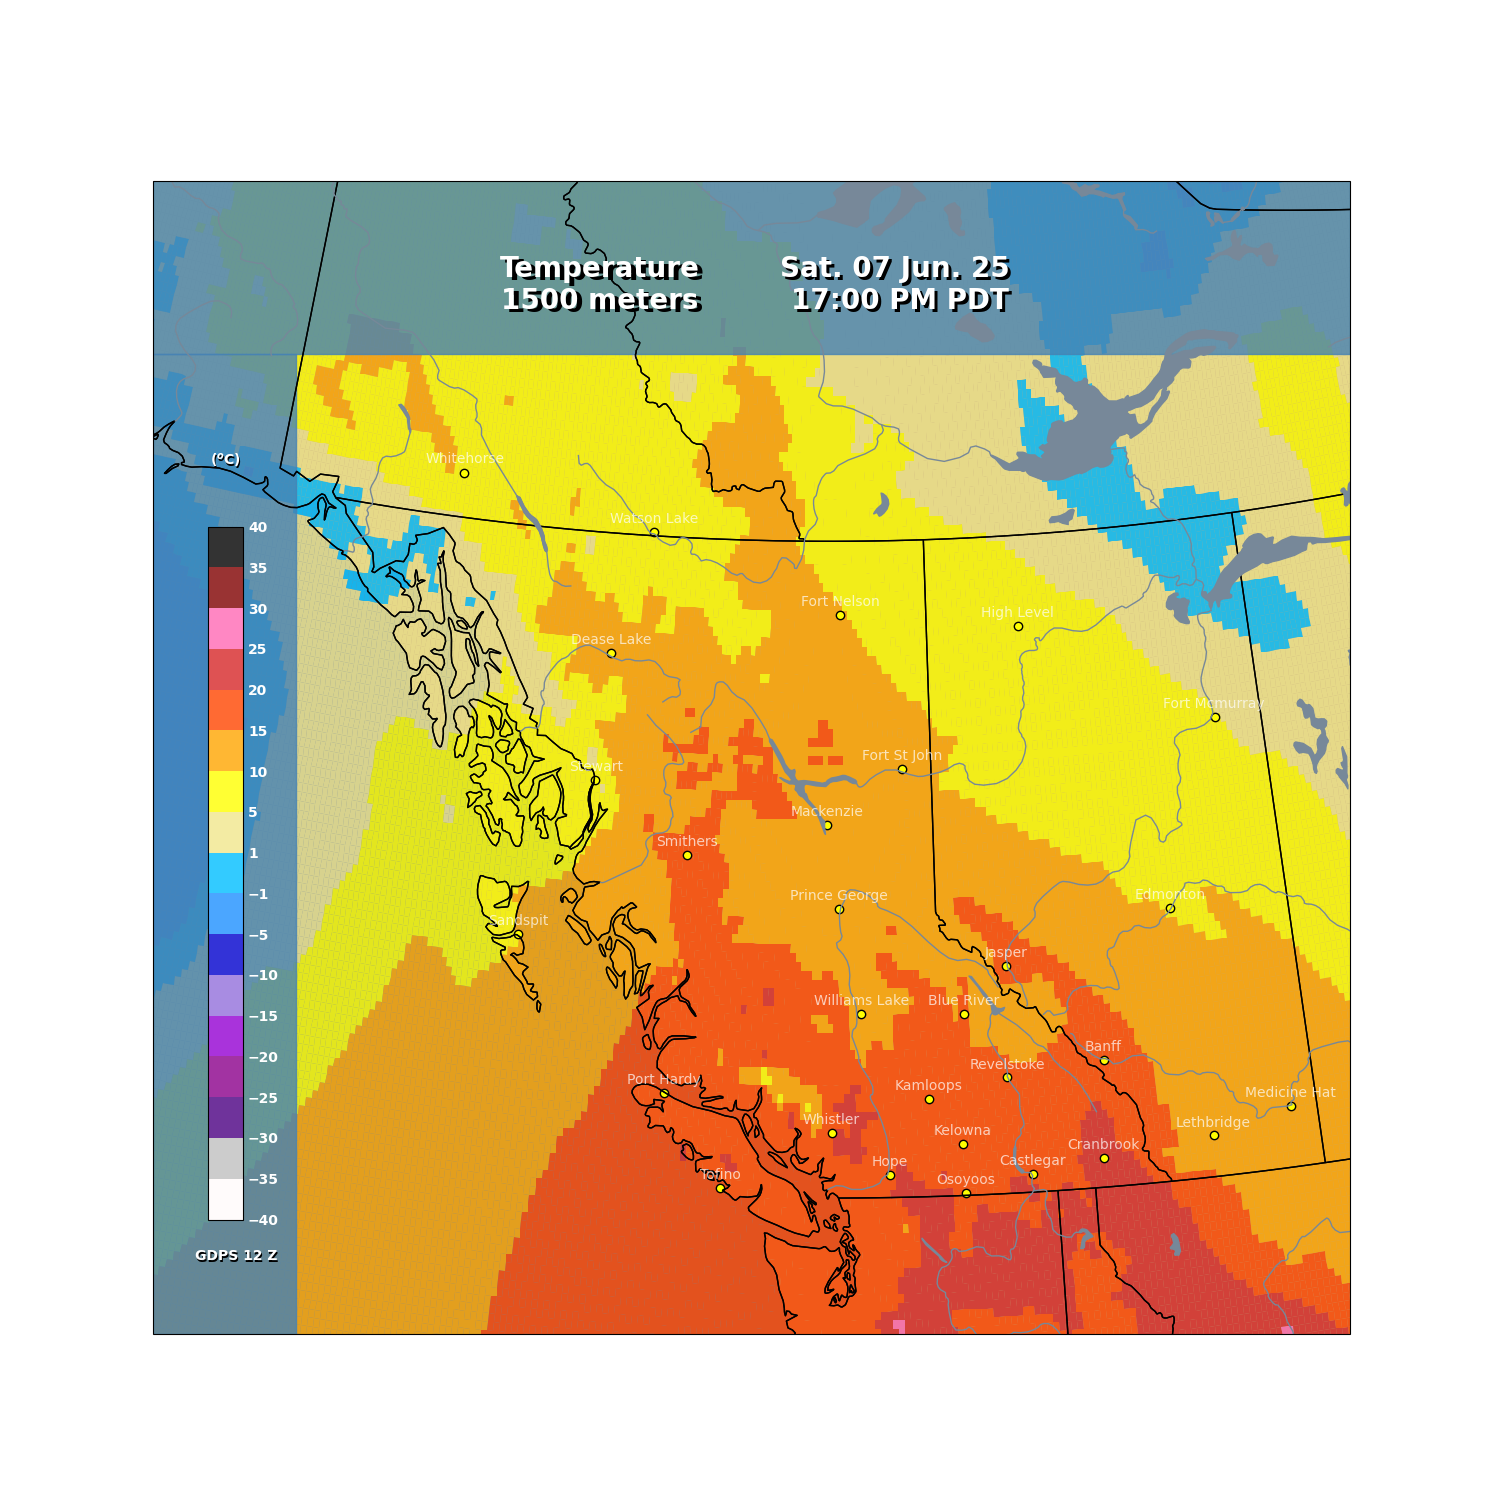 Temperature
1500 meters
Sat. 07 Jun. 25
17:00 PM PDT
(°C)
40
35
30
25
20
15
10
5
1
−1
−5
−10
−15
−20
−25
−30
−35
−40
GDPS 12 Z
Whitehorse
Watson Lake
Fort Nelson
High Level
Dease Lake
Fort Mcmurray
Stewart
Fort St John
Mackenzie
Smithers
Prince George
Edmonton
Sandspit
Jasper
Williams Lake
Blue River
Banff
Revelstoke
Port Hardy
Kamloops
Medicine Hat
Whistler
Lethbridge
Kelowna
Cranbrook
Hope
Castlegar
Tofino
Osoyoos